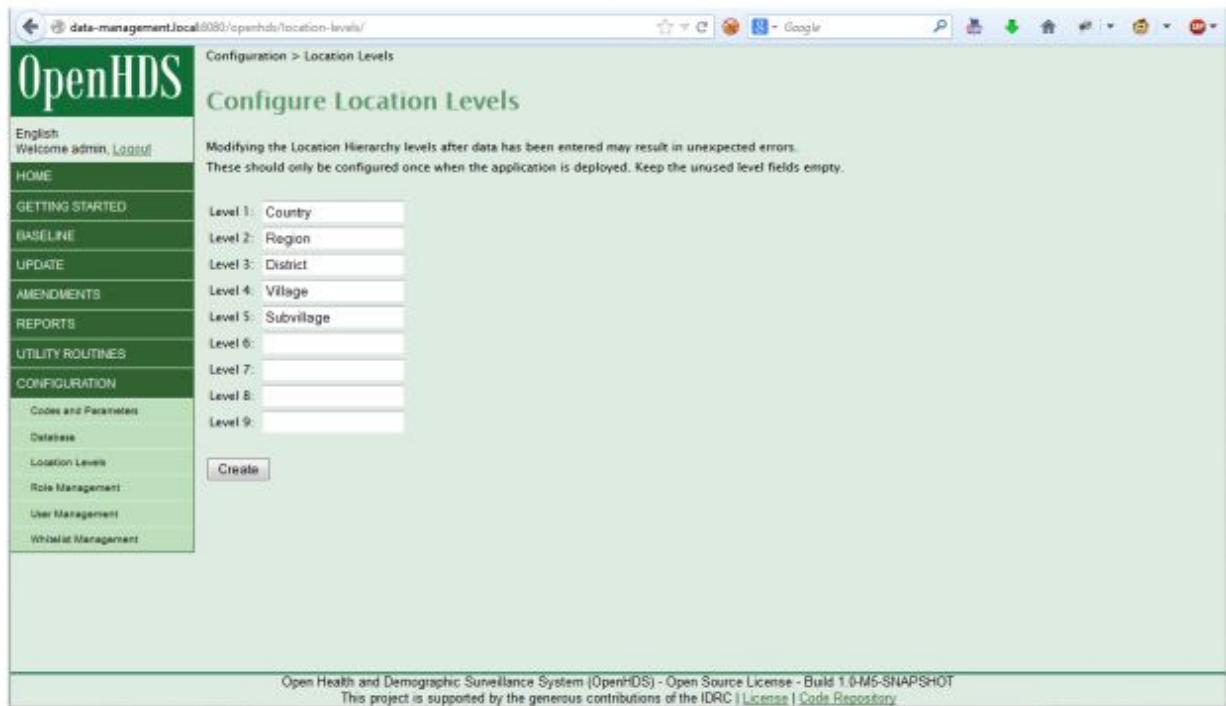 data-management.local:8080/openhds/location-levels/
Google
OpenHDS
English
Welcome admin, Logout
HOME
GETTING STARTED
BASELINE
UPDATE
AMENDMENTS
REPORTS
UTILITY ROUTINES
CONFIGURATION
Codes and Parameters
Database
Location Levels
Role Management
User Management
Whitelist Management
Configuration > Location Levels
Configure Location Levels
Modifying the Location Hierarchy levels after data has been entered may result in unexpected errors.
These should only be configured once when the application is deployed. Keep the unused level fields empty.
Level 1: Country
Level 2: Region
Level 3: District
Level 4: Village
Level 5: Subvillage
Level 6:
Level 7:
Level 8:
Level 9:
Create
Open Health and Demographic Surveillance System (OpenHDS) - Open Source License - Build 1.0-M5-SNAPSHOT
This project is supported by the generous contributions of the IDRC | License | Code Repository